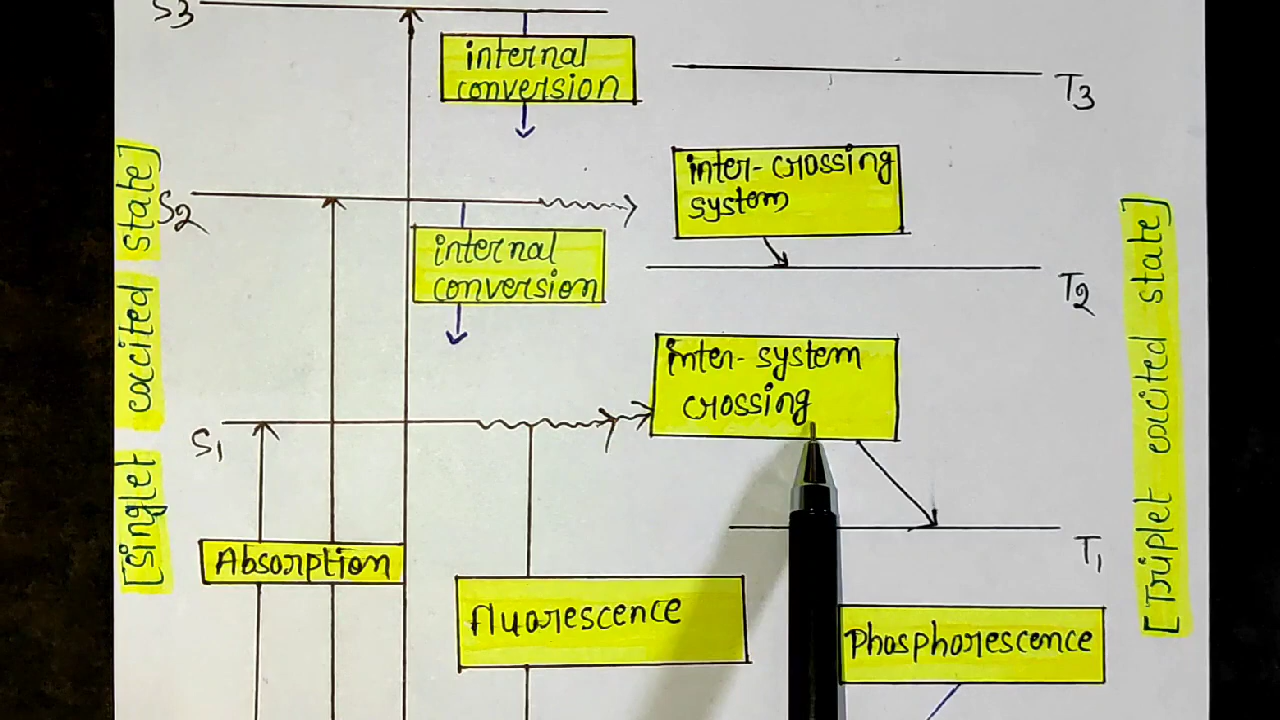 S3
internal
conversion
T3
inter-crossing
system
S2
internal
conversion
T2
inter-system
crossing
S1
T1
Absorption
Fluorescence
Phosphorescence
[singlet excited state]
[Triplet excited state]